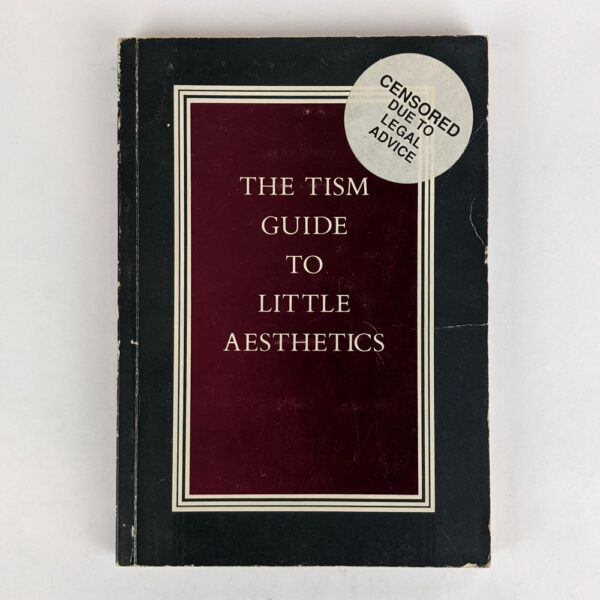 CENSORED
DUE TO
LEGAL
ADVICE
THE TISM
GUIDE
TO
LITTLE
AESTHETICS